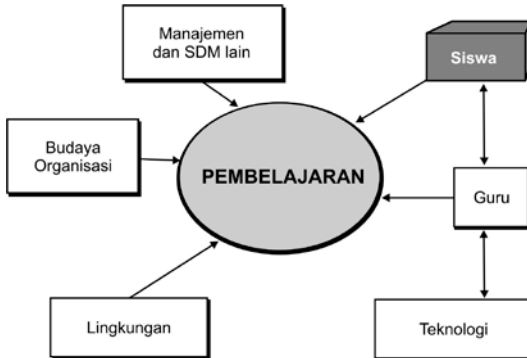 Manajemen
dan SDM lain
Siswa
Budaya
Organisasi
PEMBELAJARAN
Guru
Lingkungan
Teknologi